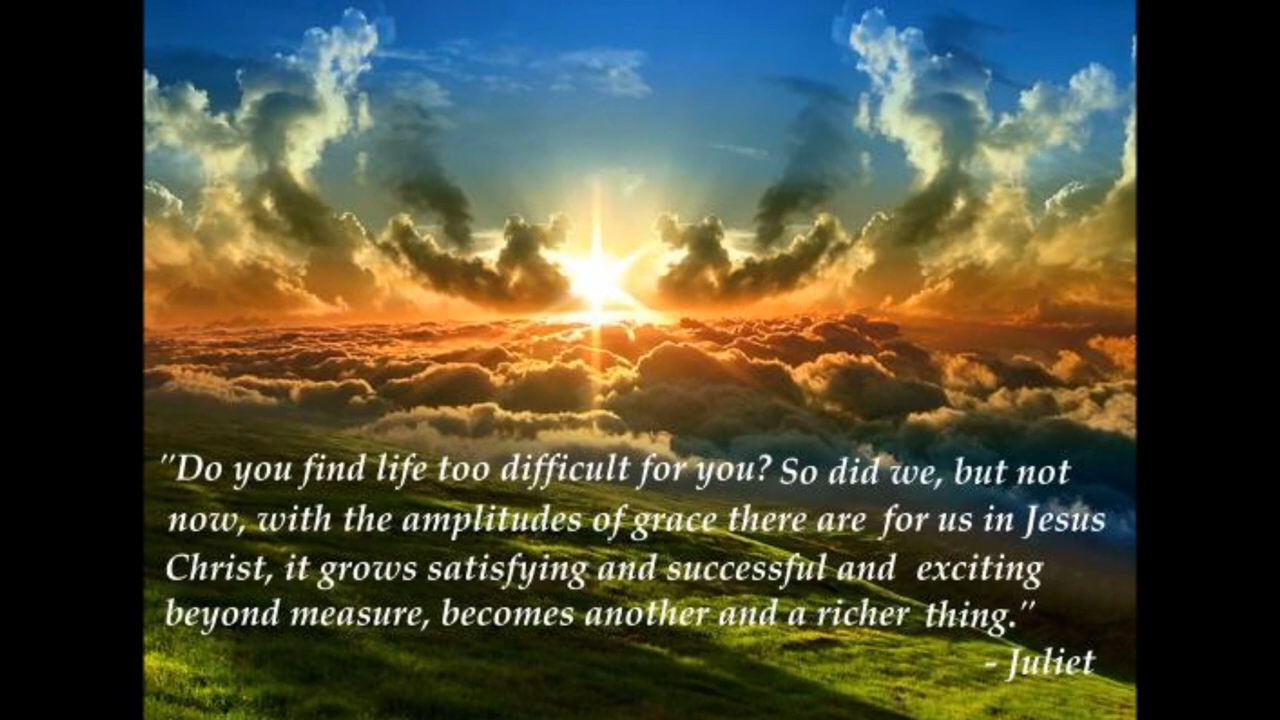 "Do you find life too difficult for you? So did we, but not
now, with the amplitudes of grace there are for us in Jesus
Christ, it grows satisfying and successful and exciting
beyond measure, becomes another and a richer thing."
- Juliet